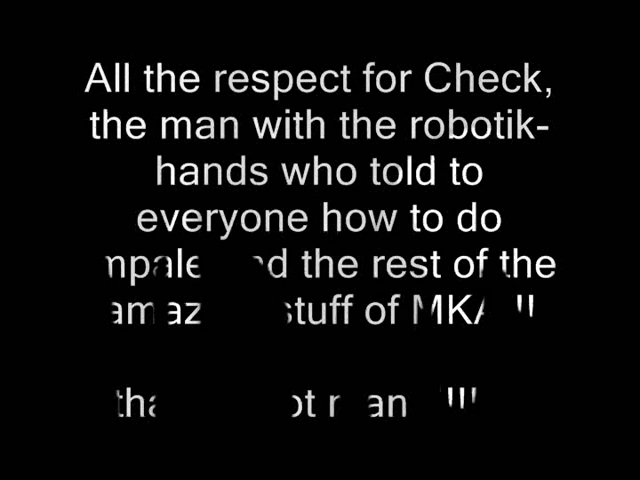 All the respect for Check,
the man with the robotik-
hands who told to
everyone how to do
the rest of the
stuff of